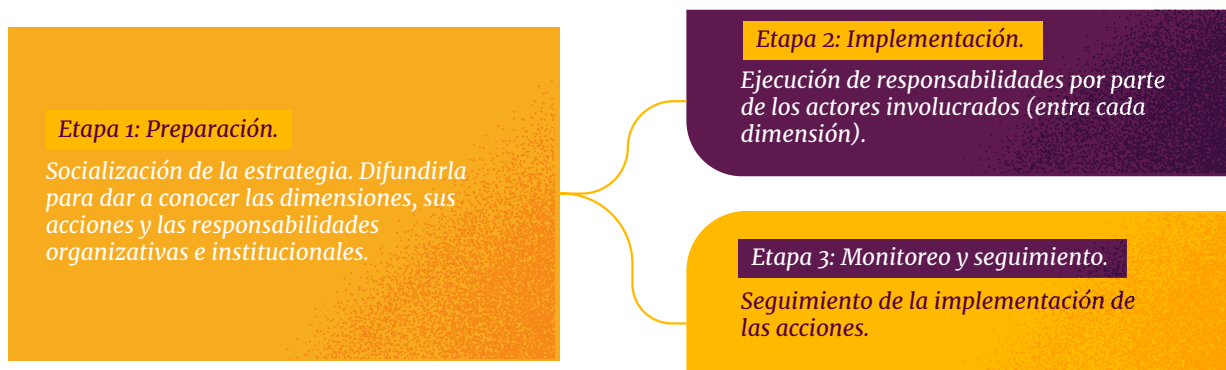 Etapa 1: Preparación.
Socialización de la estrategia. Difundirla
para dar a conocer las dimensiones, sus
acciones y las responsabilidades
organizativas e institucionales.
Etapa 2: Implementación.
Ejecución de responsabilidades por parte
de los actores involucrados (entra cada
dimensión).
Etapa 3: Monitoreo y seguimiento.
Seguimiento de la implementación de
las acciones.